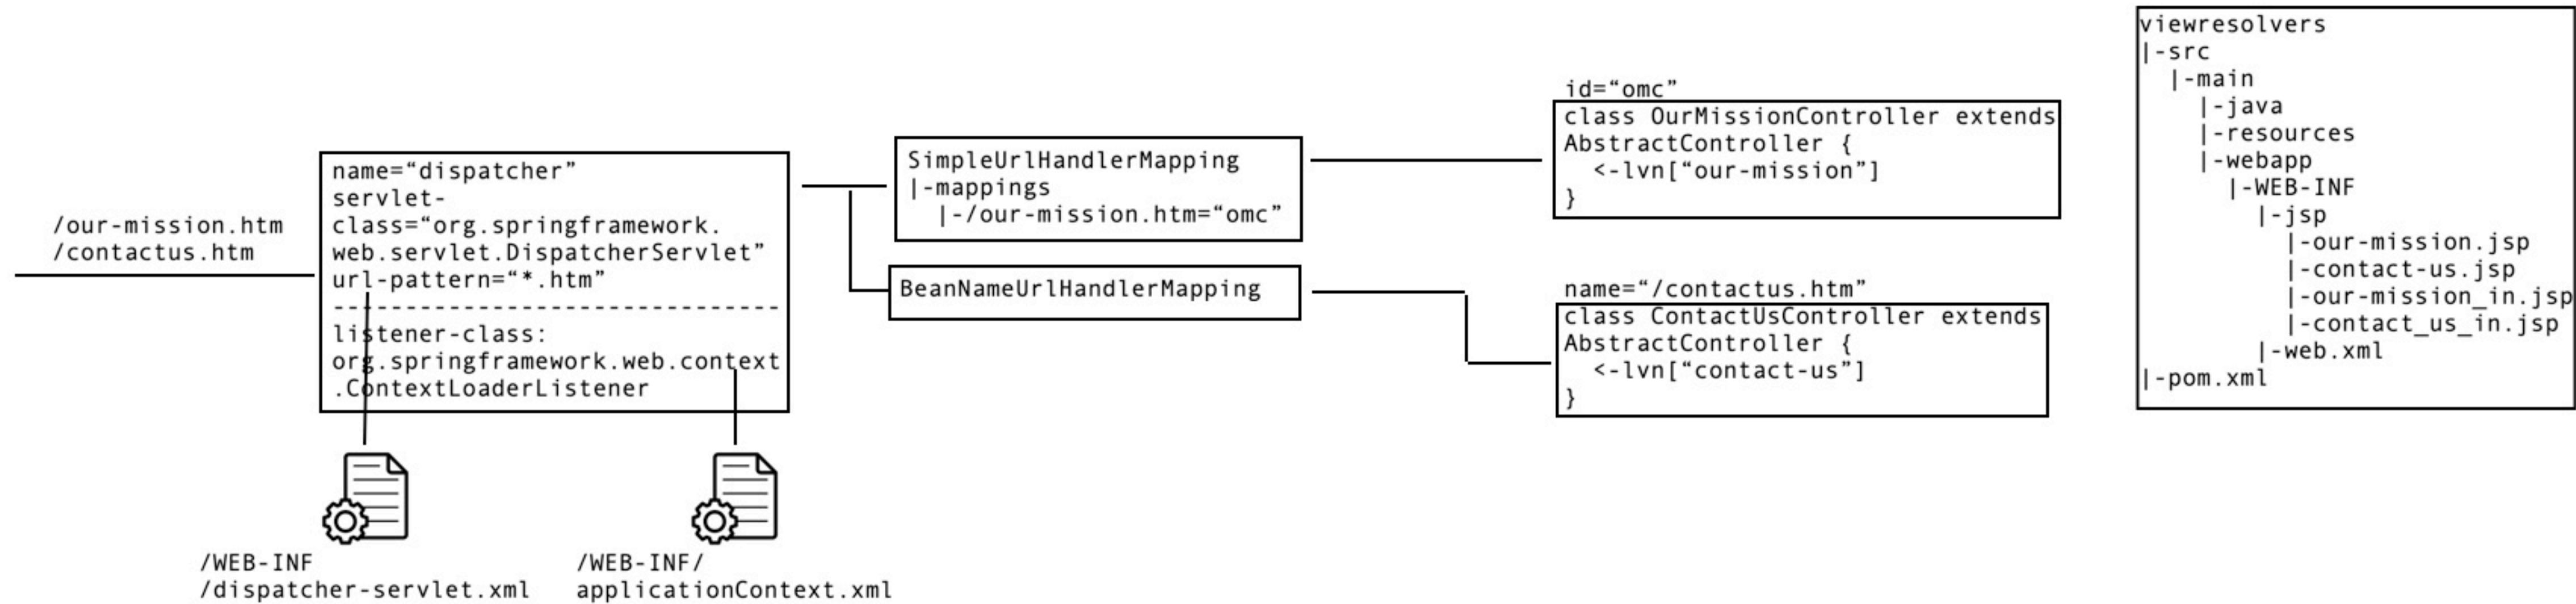 /our-mission.htm
/contactus.htm
name=“dispatcher”
servlet-
class=“org.springframework.
web.servlet.DispatcherServlet”
url-pattern=“*.htm”
-------------------------------
listener-class:
org.springframework.web.context
.ContextLoaderListener
/WEB-INF
/dispatcher-servlet.xml
/WEB-INF/
applicationContext.xml
SimpleUrlHandlerMapping
|-mappings
  |-/our-mission.htm=“omc”
BeanNameUrlHandlerMapping
id=“omc”
class OurMissionController extends
AbstractController {
  <-lvn[“our-mission”]
}
name=“/contactus.htm”
class ContactUsController extends
AbstractController {
  <-lvn[“contact-us”]
}
viewresolvers
|-src
  |-main
    |-java
    |-resources
    |-webapp
      |-WEB-INF
        |-jsp
          |-our-mission.jsp
          |-contact-us.jsp
          |-our-mission_in.jsp
          |-contact_us_in.jsp
        |-web.xml
|-pom.xml